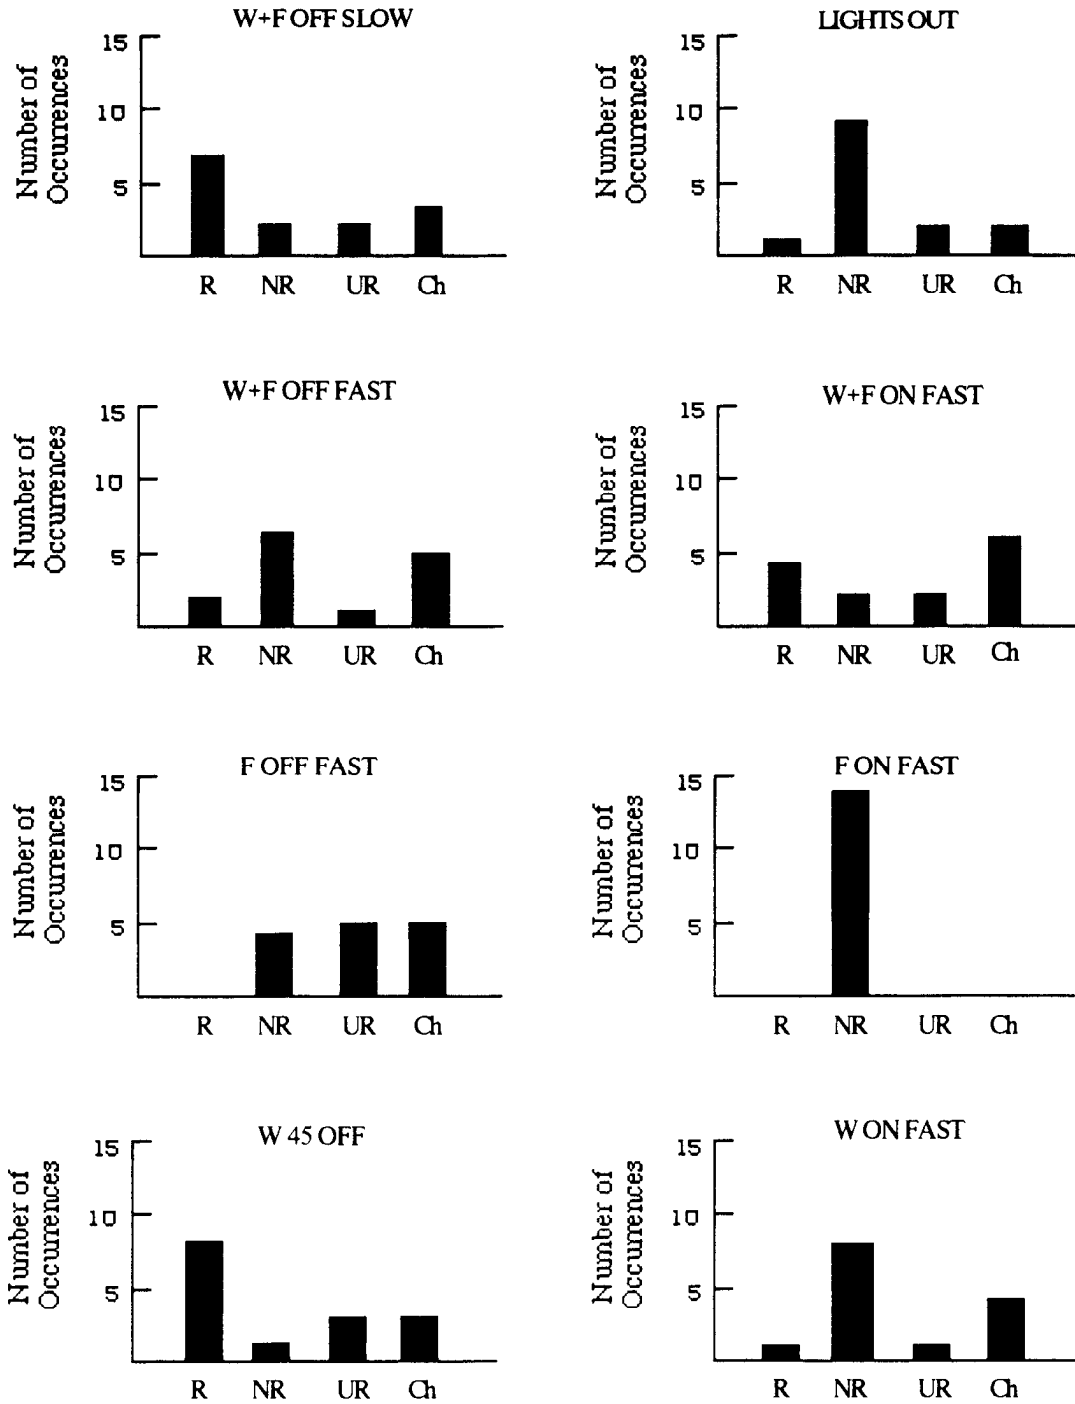 W+F OFF SLOW
Number of
Occurrences
15
10
5
R NR UR Ch
LIGHTS OUT
Number of
Occurrences
15
10
5
R NR UR Ch
W+F OFF FAST
Number of
Occurrences
15
10
5
R NR UR Ch
W+F ON FAST
Number of
Occurrences
15
10
5
R NR UR Ch
F OFF FAST
Number of
Occurrences
15
10
5
R NR UR Ch
F ON FAST
Number of
Occurrences
15
10
5
R NR UR Ch
W 45 OFF
Number of
Occurrences
15
10
5
R NR UR Ch
W ON FAST
Number of
Occurrences
15
10
5
R NR UR Ch